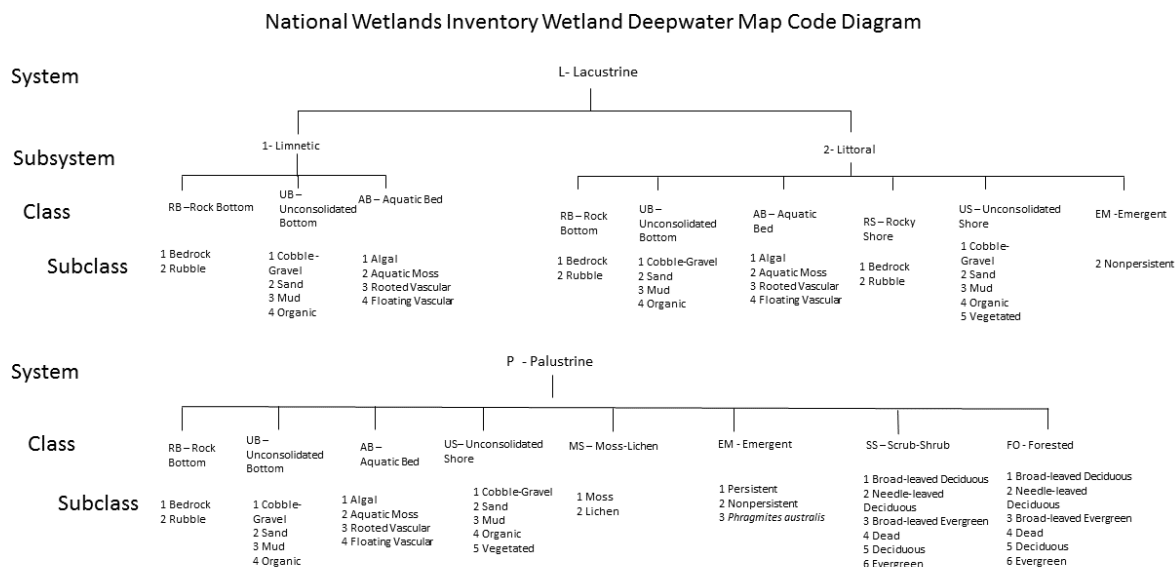 National Wetlands Inventory Wetland Deepwater Map Code Diagram
System
L- Lacustrine
Subsystem
1- Limnetic
2- Littoral
Class
RB–Rock Bottom
UB–
Unconsolidated
Bottom
AB–Aquatic Bed
RB–Rock
Bottom
UB–
Unconsolidated
Bottom
AB–Aquatic
Bed
RS–Rocky
Shore
US–Unconsolidated
Shore
EM -Emergent
Subclass
1 Bedrock
2 Rubble
1 Cobble-
Gravel
2 Sand
3 Mud
4 Organic
1 Algal
2 Aquatic Moss
3 Rooted Vascular
4 Floating Vascular
1 Bedrock
2 Rubble
1 Cobble-Gravel
2 Sand
3 Mud
4 Organic
1 Algal
2 Aquatic Moss
3 Rooted Vascular
4 Floating Vascular
1 Bedrock
2 Rubble
1 Cobble-
Gravel
2 Sand
3 Mud
4 Organic
5 Vegetated
2 Nonpersistent
System
P - Palustrine
Class
RB–Rock
Bottom
UB–
Unconsolidated
Bottom
AB–
Aquatic Bed
US–Unconsolidated
Shore
MS–Moss-Lichen
EM - Emergent
SS–Scrub-Shrub
FO - Forested
Subclass
1 Bedrock
2 Rubble
1 Cobble-
Gravel
2 Sand
3 Mud
4 Organic
1 Algal
2 Aquatic Moss
3 Rooted Vascular
4 Floating Vascular
1 Cobble-Gravel
2 Sand
3 Mud
4 Organic
5 Vegetated
1 Moss
2 Lichen
1 Persistent
2 Nonpersistent
3 Phragmites australis
1 Broad-leaved Deciduous
2 Needle-leaved
Deciduous
3 Broad-leaved Evergreen
4 Dead
5 Deciduous
6 Evergreen
1 Broad-leaved Deciduous
2 Needle-leaved
Deciduous
3 Broad-leaved Evergreen
4 Dead
5 Deciduous
6 Evergreen